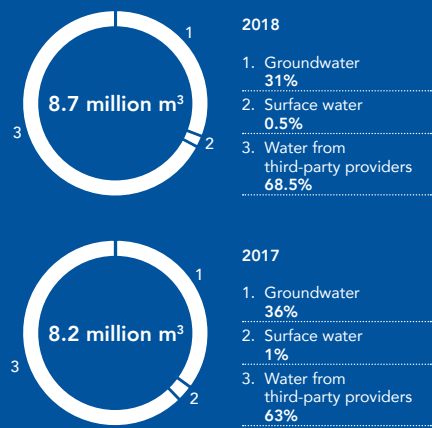 2018
1
8.7 million m³
2
3
1. Groundwater
31%
2. Surface water
0.5%
3. Water from
third-party providers
68.5%
2017
1
8.2 million m³
2
3
1. Groundwater
36%
2. Surface water
1%
3. Water from
third-party providers
63%